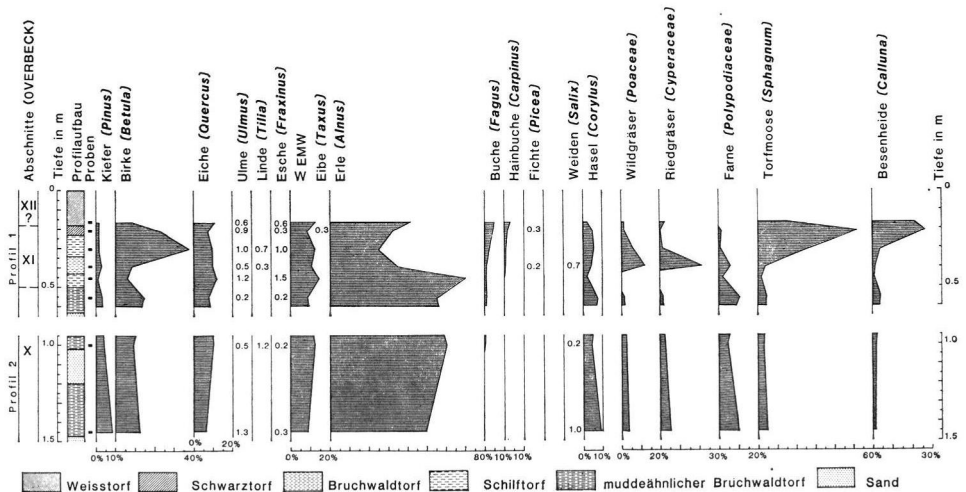 Abschnitte (OVERBECK)
Tiefe in m
Profilaufbau
Proben
Kiefer (Pinus)
Birke (Betula)
Eiche (Quercus)
Ulme (Ulmus)
Linde (Tilia)
Esche (Fraxinus)
Σ EMW
Eibe (Taxus)
Erle (Alnus)
Buche (Fagus)
Hainbuche (Carpinus)
Fichte (Picea)
Weiden (Salix)
Hasel (Corylus)
Wildgräser (Poaceae)
Riedgräser (Cyperaceae)
Farne (Polypodiaceae)
Torfmoose (Sphagnum)
Besenheide (Calluna)
Tiefe in m
Profil 1
XII ?
XI
0
0.5
0.6 0.6 0.3
0.9 0.3 0.3
1.0 0.7 1.0
0.5 0.3 0.2 0.7
1.2 1.5
0.2 0.2
0
0.5
Profil 2
X
1.0
1.5
0.5 1.2 0.2 0.2
1.3 0.3 1.0
1.0
1.5
0% 20%
0% 10% 40% 0% 20% 80% 10% 10% 0% 10% 0% 20% 20% 30% 20% 60% 30%
Weisstorf Schwarztorf Bruchwaldtorf Schilftorf muddeähnlicher Bruchwaldtorf Sand